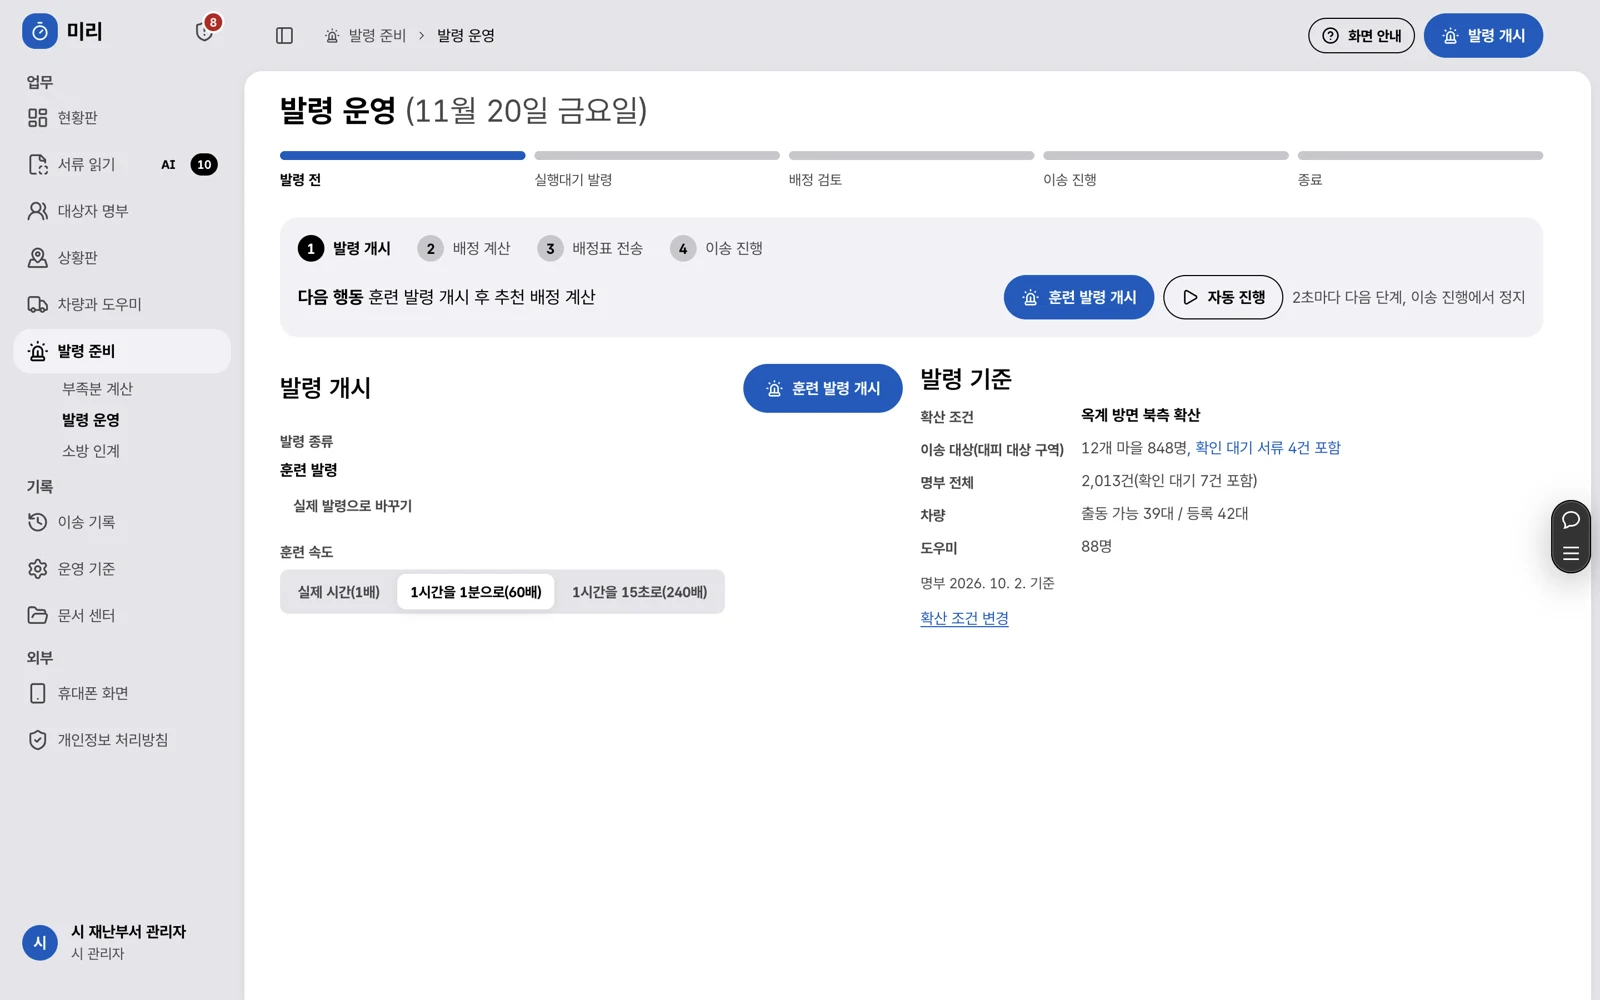 미리
8
업무
현황판
서류 읽기 AI 10
대상자 명부
상황판
차량과 도우미
발령 준비
부족분 계산
발령 운영
소방 인계
기록
이송 기록
운영 기준
문서 센터
외부
휴대폰 화면
개인정보 처리방침
시
시 재난부서 관리자
시 관리자
발령 준비 > 발령 운영
화면 안내
발령 개시
발령 운영 (11월 20일 금요일)
발령 전
실행대기 발령
배정 검토
이송 진행
종료
1 발령 개시 2 배정 계산 3 배정표 전송 4 이송 진행
다음 행동 훈련 발령 개시 후 추천 배정 계산
훈련 발령 개시
자동 진행
2초마다 다음 단계, 이송 진행에서 정지
발령 개시
훈련 발령 개시
발령 종류
훈련 발령
실제 발령으로 바꾸기
훈련 속도
실제 시간(1배) 1시간을 1분으로(60배) 1시간을 15초로(240배)
발령 기준
확산 조건 옥계 방면 북측 확산
이송 대상(대피 대상 구역) 12개 마을 848명, 확인 대기 서류 4건 포함
명부 전체 2,013건(확인 대기 7건 포함)
차량 출동 가능 39대 / 등록 42대
도우미 88명
명부 2026. 10. 2. 기준
확산 조건 변경